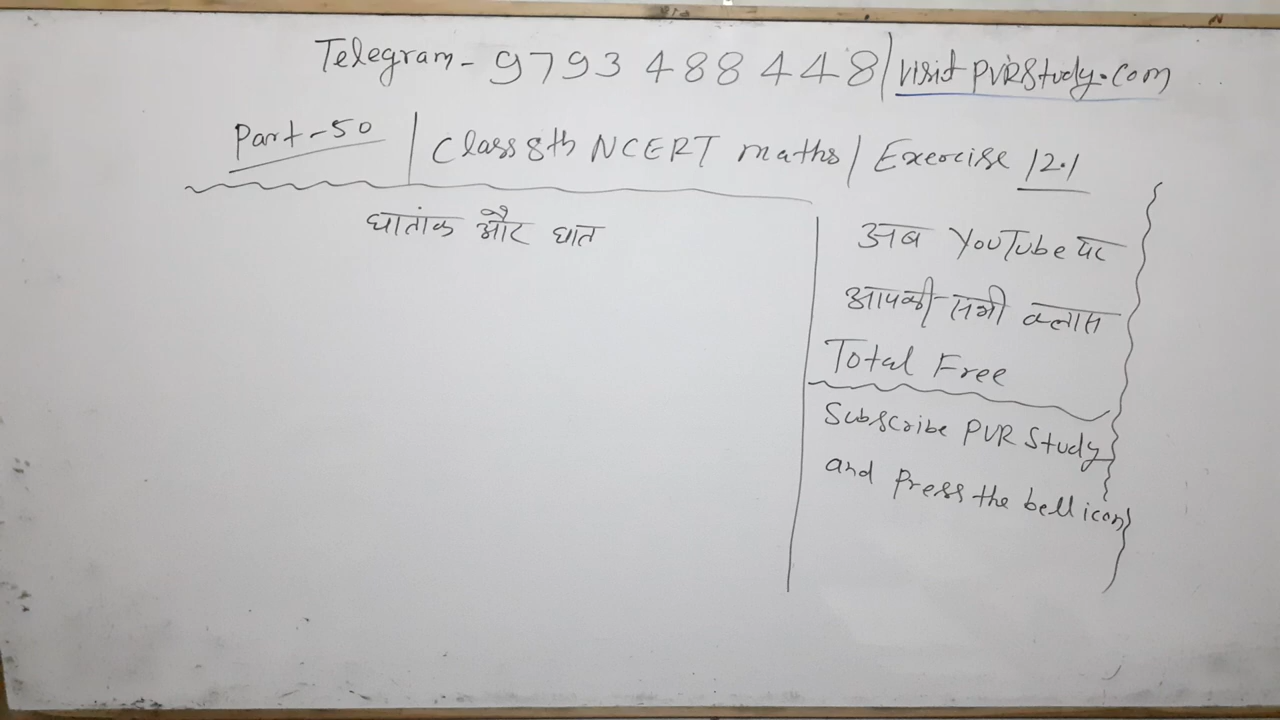 Telegram - 9793 488448 / visit PVRStudy.com
Part-50 | Class 8th NCERT maths / Exercise 12.1
घातांक और घात
अब YouTube पर
आपकी सभी क्लास
Total Free
Subscribe PVR Study
and Press the bell icon